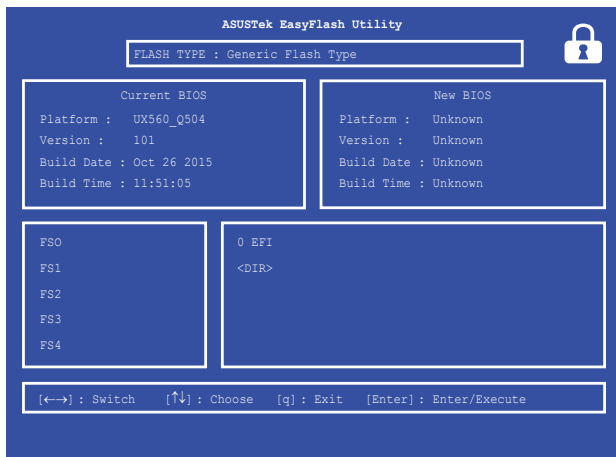 ASUSTek EasyFlash Utility
FLASH TYPE : Generic Flash Type
Current BIOS
Platform : UX560_Q504
Version : 101
Build Date : Oct 26 2015
Build Time : 11:51:05
New BIOS
Platform : Unknown
Version : Unknown
Build Date : Unknown
Build Time : Unknown
FSO
FS1
FS2
FS3
FS4
0 EFI
<DIR>
[←→] : Switch [↑↓] : Choose [q] : Exit [Enter] : Enter/Execute